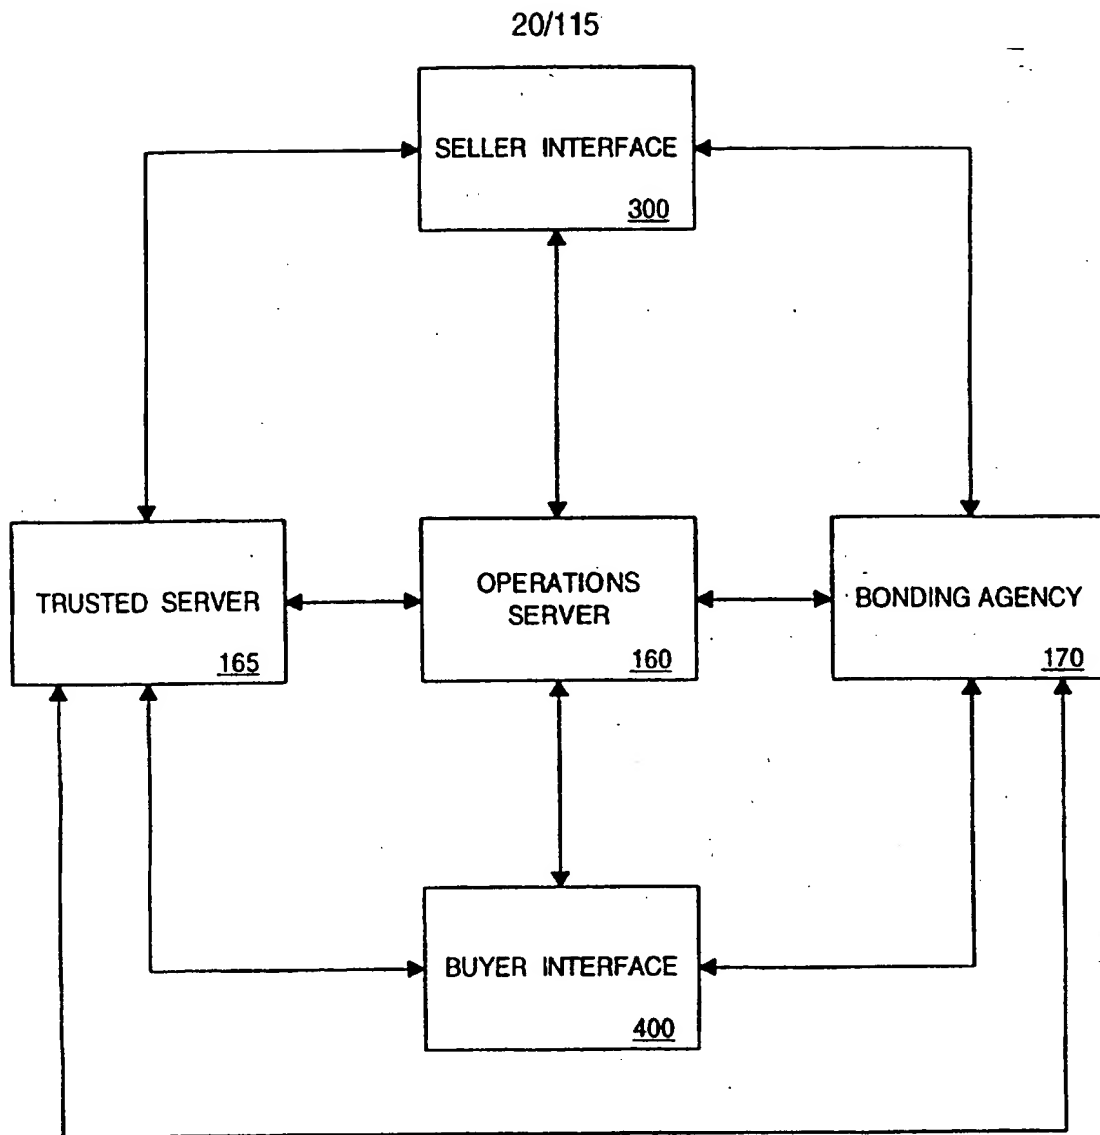 20/115
SELLER INTERFACE
300
TRUSTED SERVER
165
OPERATIONS
SERVER
160
BONDING AGENCY
170
BUYER INTERFACE
400